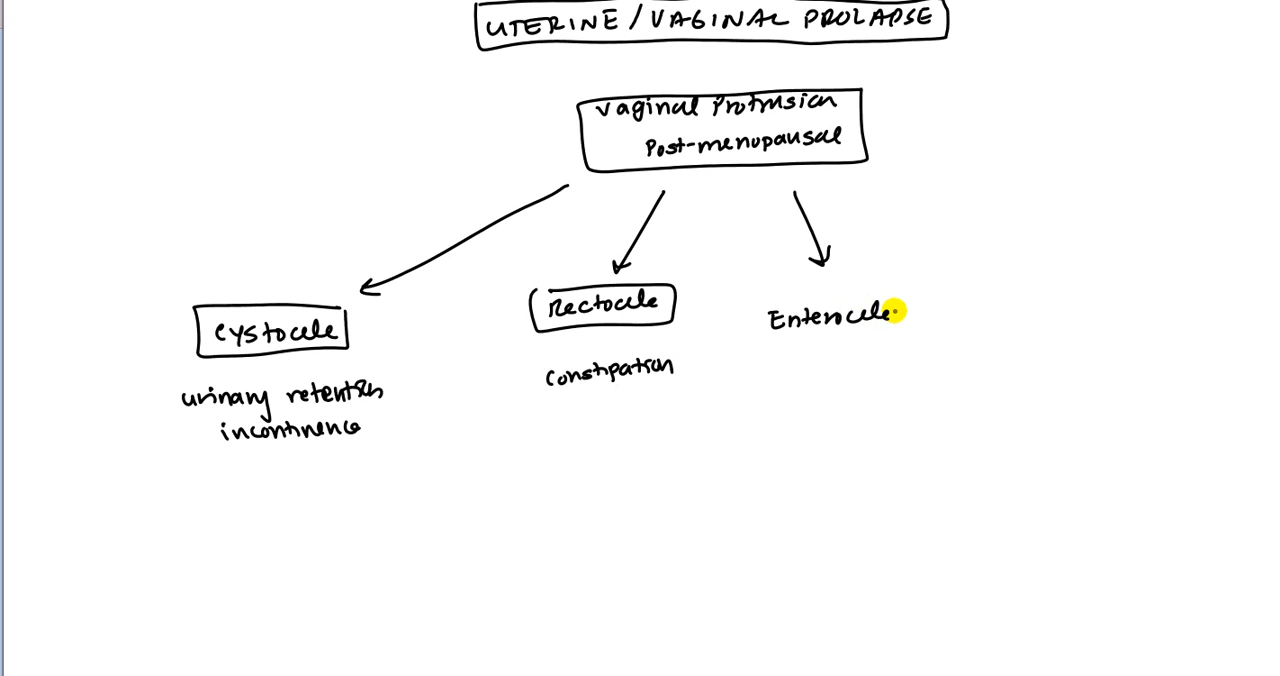 UTERINE / VAGINAL PROLAPSE
Vaginal Protrusion
Post-menopausal
Cystocele
Rectocele
Enterocele
urinary retention
incontinence
constipation